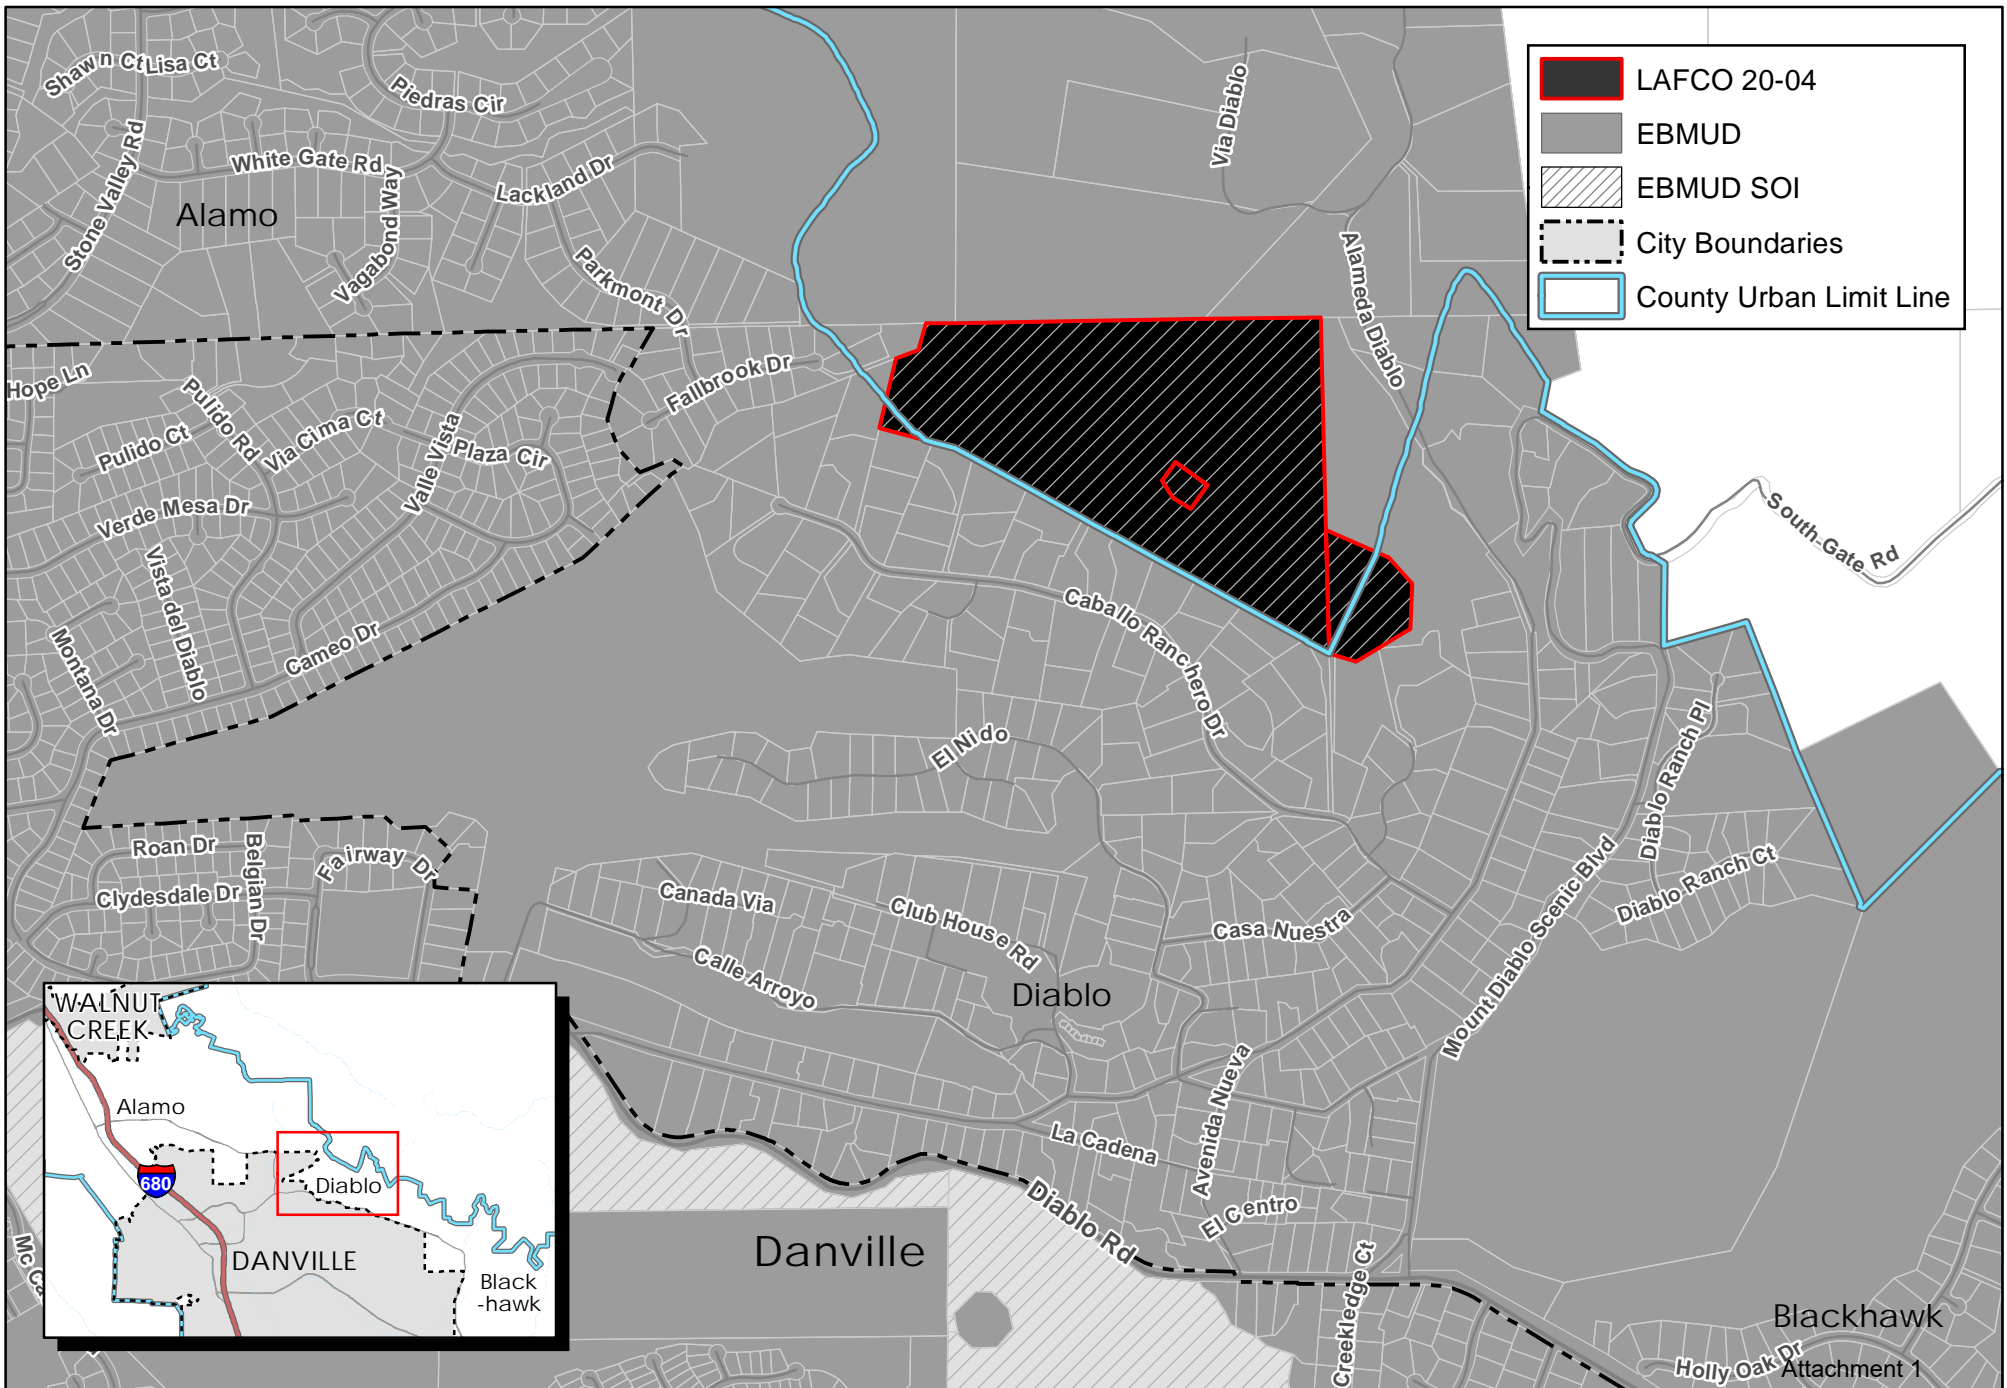 LAFCO 20-04
EBMUD
EBMUD SOI
City Boundaries
County Urban Limit Line
Shawn Ct
Lisa Ct
Piedras Cir
Stone Valley Rd
White Gate Rd
Lackland Dr
Alamo
Vagabond Way
Parkmont Dr
Via Diablo
Alameda Diablo
Hope Ln
Pulido Rd
Pulido Ct
Via Cima Ct
Valle Vista
Plaza Cir
Fallbrook Dr
Verde Mesa Dr
Vista del Diablo
Montana Dr
Cameo Dr
Caballo Ranchero Dr
South Gate Rd
El Nido
Diablo Ranch Pl
Diablo Ranch Ct
Roan Dr
Belgian Dr
Fairway Dr
Clydesdale Dr
Canada Via
Club House Rd
Calle Arroyo
Casa Nuestra
Mount Diablo Scenic Blvd
Diablo
Avenida Nueva
La Cadena
El Centro
Diablo Rd
Creekledge Ct
Danville
Blackhawk
Holly Oak Dr
Attachment 1
WALNUT
CREEK
Alamo
680
Diablo
DANVILLE
Black
-hawk